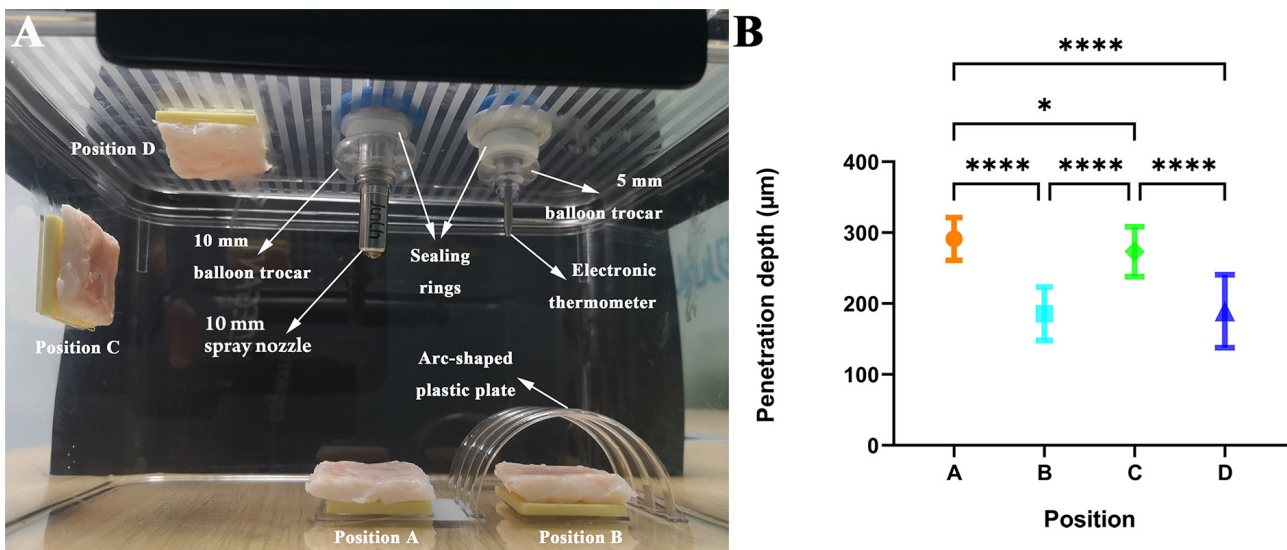 A
Position D
5 mm
balloon trocar
10 mm
balloon trocar
Sealing
rings
Electronic
thermometer
10 mm
spray nozzle
Position C
Arc-shaped
plastic plate
Position A
Position B
B
****
*
**** **** ****
Penetration depth (μm)
400
300
200
100
0
A B C D
Position